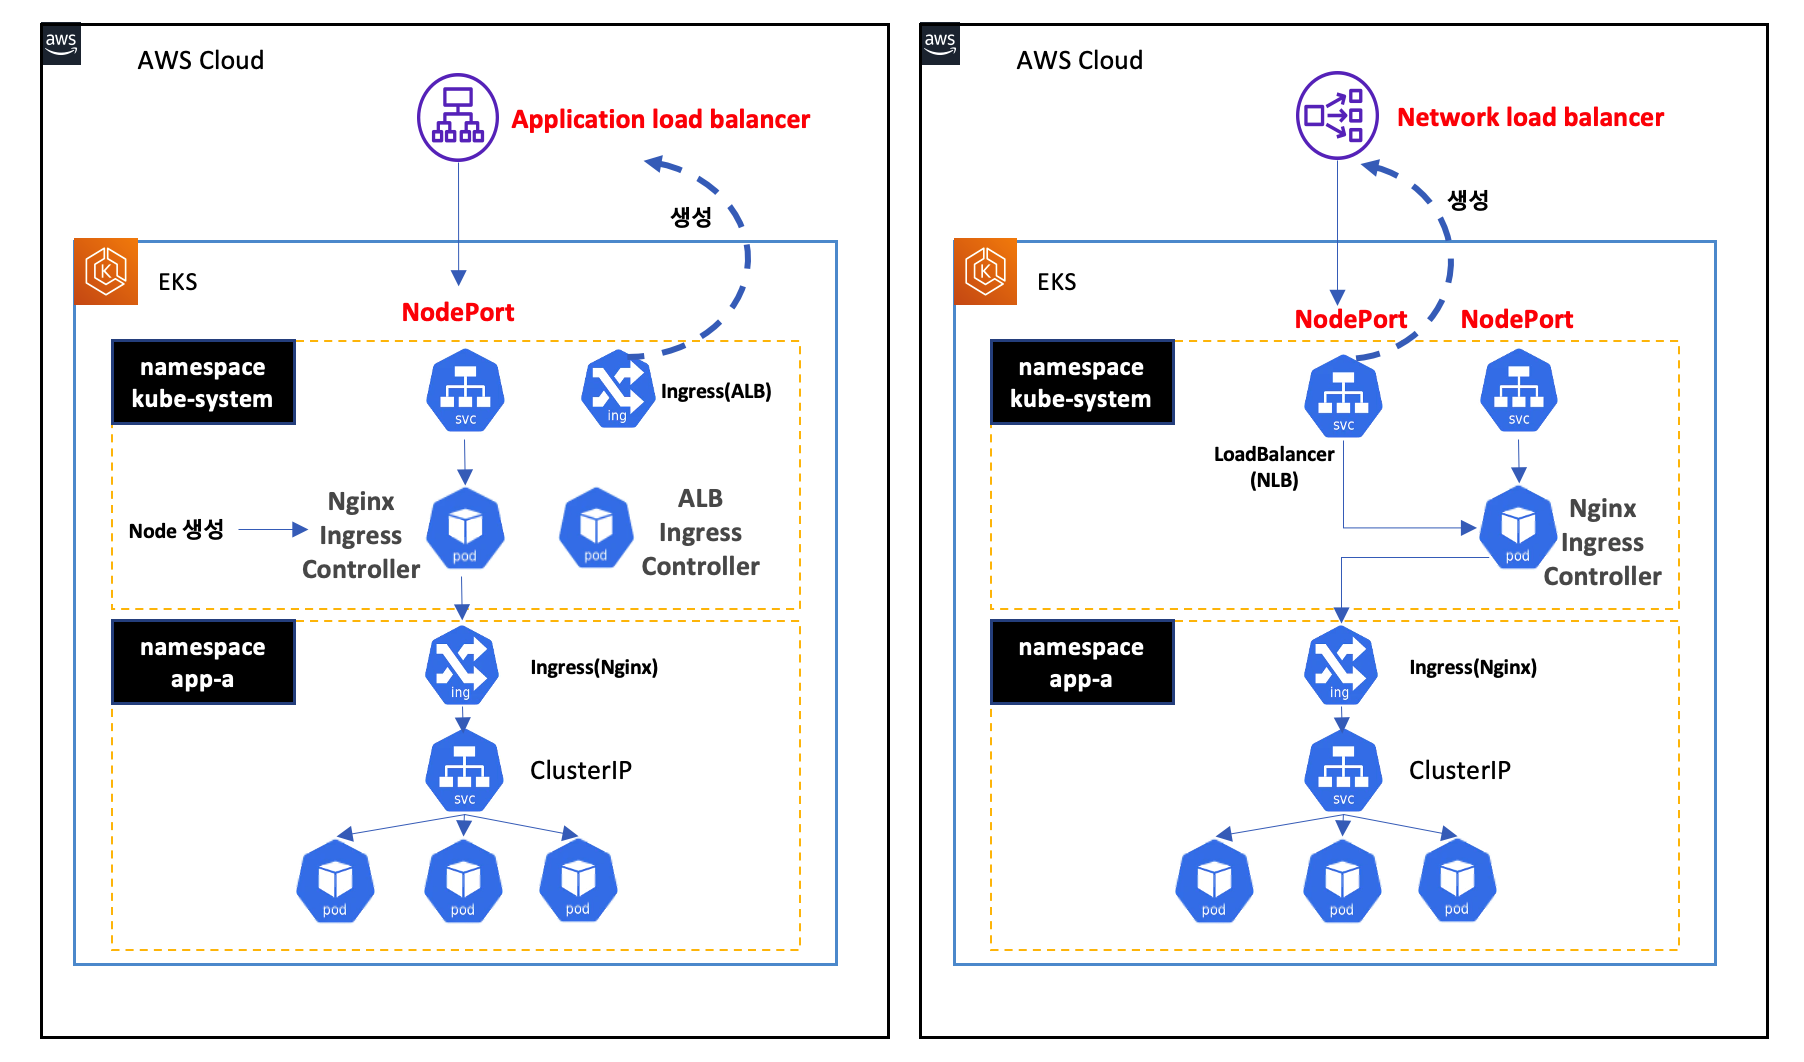 aws
AWS Cloud
Application load balancer
생성
EKS
NodePort
namespace
kube-system
svc
ing
Ingress(ALB)
Node 생성
Nginx
Ingress
Controller
pod
pod
ALB
Ingress
Controller
namespace
app-a
ing
Ingress(Nginx)
svc
ClusterIP
pod
pod
pod
aws
AWS Cloud
Network load balancer
생성
EKS
NodePort
NodePort
namespace
kube-system
svc
svc
LoadBalancer
(NLB)
pod
Nginx
Ingress
Controller
namespace
app-a
ing
Ingress(Nginx)
svc
ClusterIP
pod
pod
pod